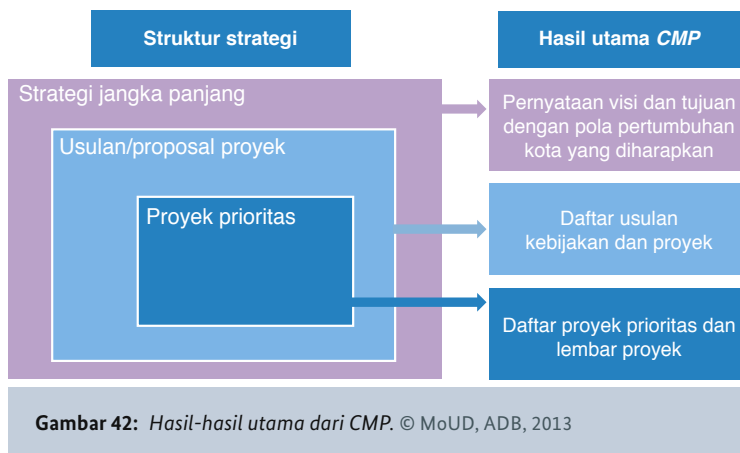 Struktur strategi
Hasil utama CMP
Strategi jangka panjang
Usulan/proposal proyek
Proyek prioritas
Pernyataan visi dan tujuan
dengan pola pertumbuhan
kota yang diharapkan
Daftar usulan
kebijakan dan proyek
Daftar proyek prioritas dan
lembar proyek
Gambar 42: Hasil-hasil utama dari CMP. © MoUD, ADB, 2013